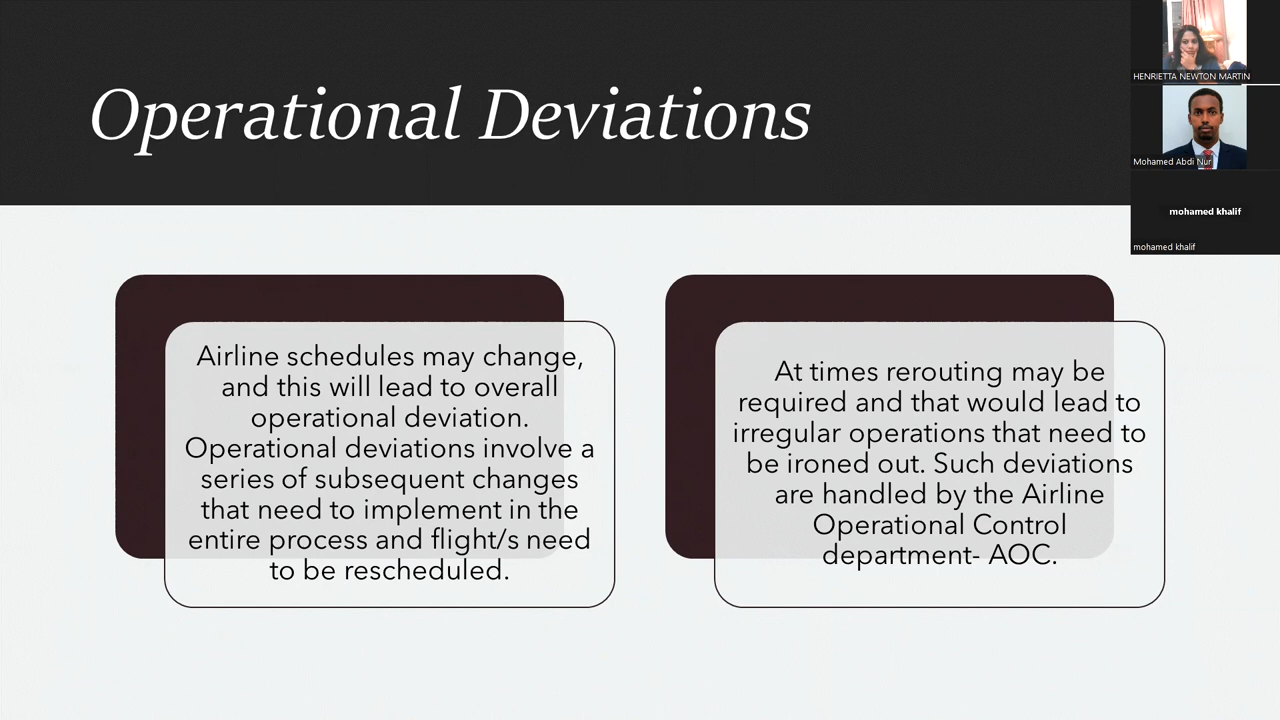 Operational Deviations
HENRIETTA NEWTON MARTIN
Mohamed Abdi Nur
mohamed khalif
mohamed khalif
Airline schedules may change,
and this will lead to overall
operational deviation.
Operational deviations involve a
series of subsequent changes
that need to implement in the
entire process and flight/s need
to be rescheduled.
At times rerouting may be
required and that would lead to
irregular operations that need to
be ironed out. Such deviations
are handled by the Airline
Operational Control
department- AOC.